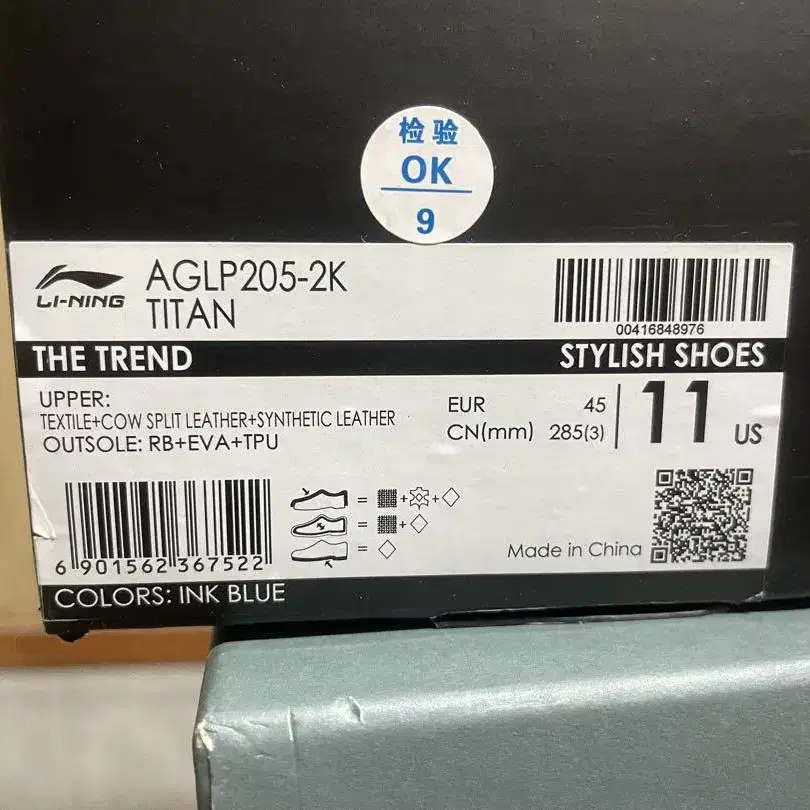 检验
OK
9
LI-NING
AGLP205-2K
TITAN
00416848976
THE TREND
STYLISH SHOES
UPPER:
TEXTILE+COW SPLIT LEATHER+SYNTHETIC LEATHER
OUTSOLE: RB+EVA+TPU
EUR 45
CN(mm) 285(3)
11 US
6 901562 367522
Made in China
COLORS: INK BLUE